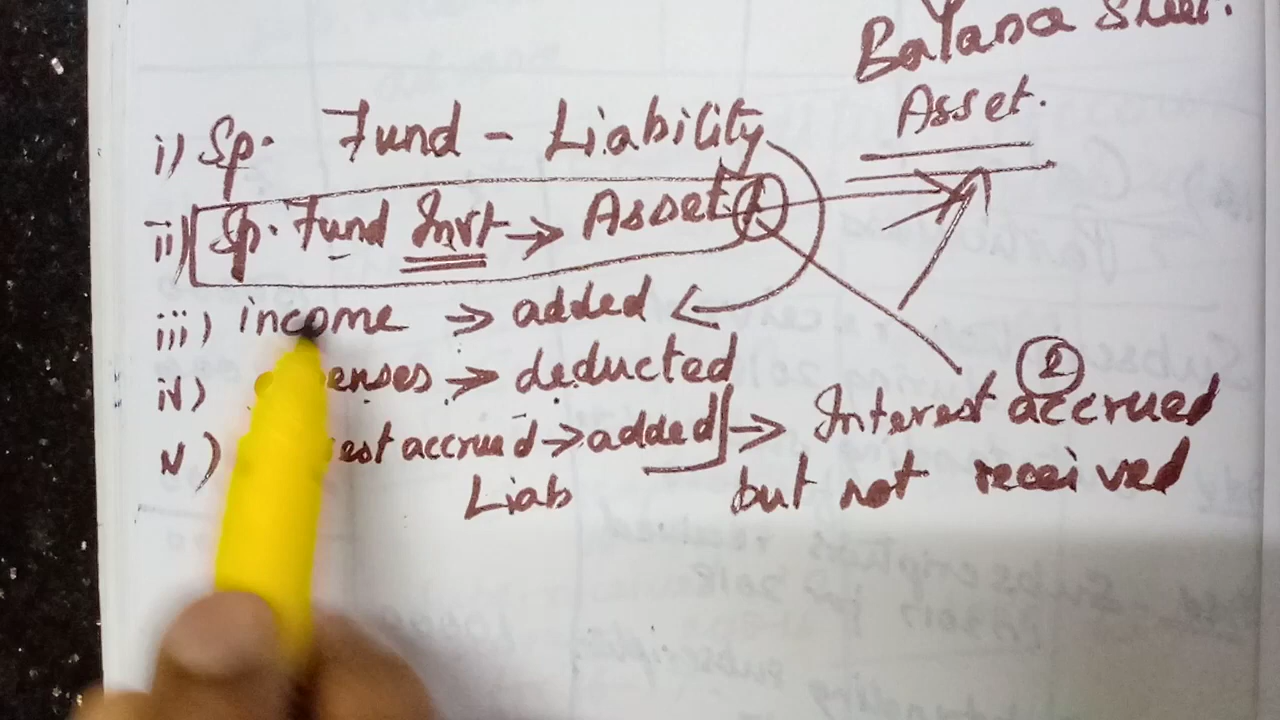 Balana Sheet.
Asset.
i) Sp. Fund - Liability
ii) Sp. Fund Invt → Asset 1
iii) income → added
iv) enses → deducted
v) est accrued → added → Interest accrued 2
Liab but not received